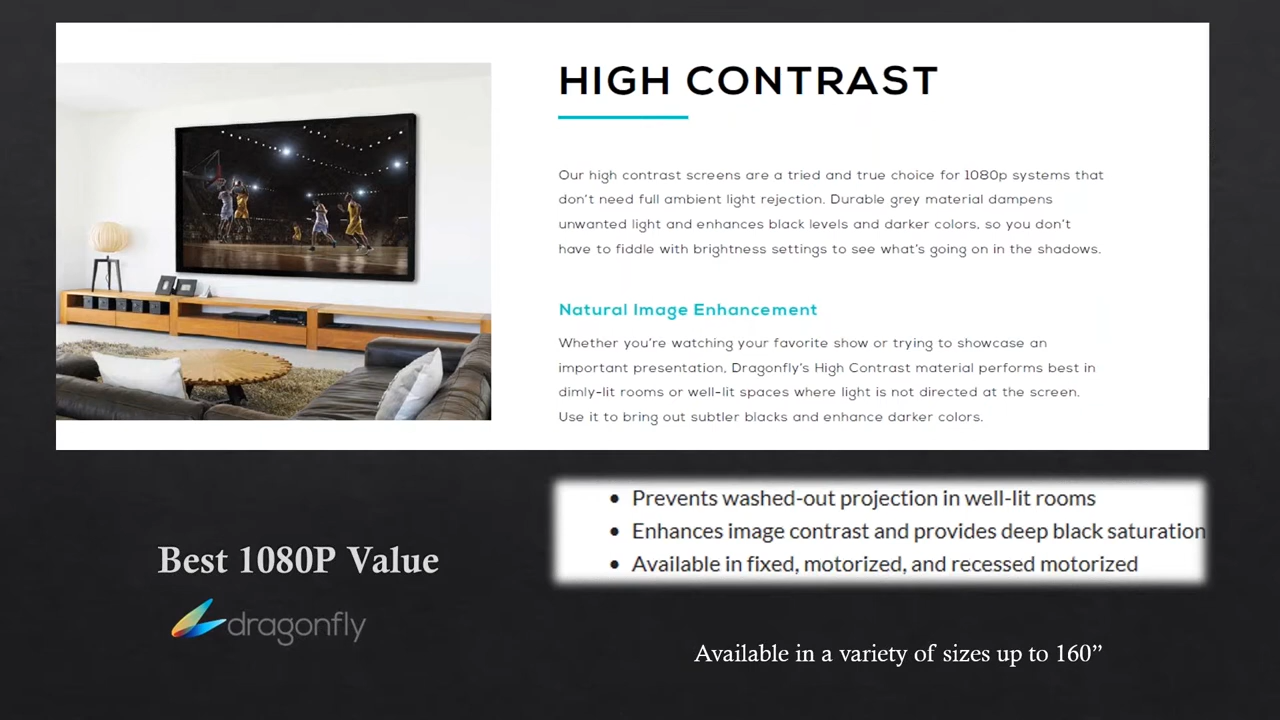 HIGH CONTRAST
Our high contrast screens are a tried and true choice for 1080p systems that
don't need full ambient light rejection. Durable grey material dampens
unwanted light and enhances black levels and darker colors, so you don't
have to fiddle with brightness settings to see what's going on in the shadows.
Natural Image Enhancement
Whether you're watching your favorite show or trying to showcase an
important presentation, Dragonfly's High Contrast material performs best in
dimly-lit rooms or well-lit spaces where light is not directed at the screen.
Use it to bring out subtler blacks and enhance darker colors.
• Prevents washed-out projection in well-lit rooms
• Enhances image contrast and provides deep black saturation
• Available in fixed, motorized, and recessed motorized
Best 1080P Value
dragonfly
Available in a variety of sizes up to 160”